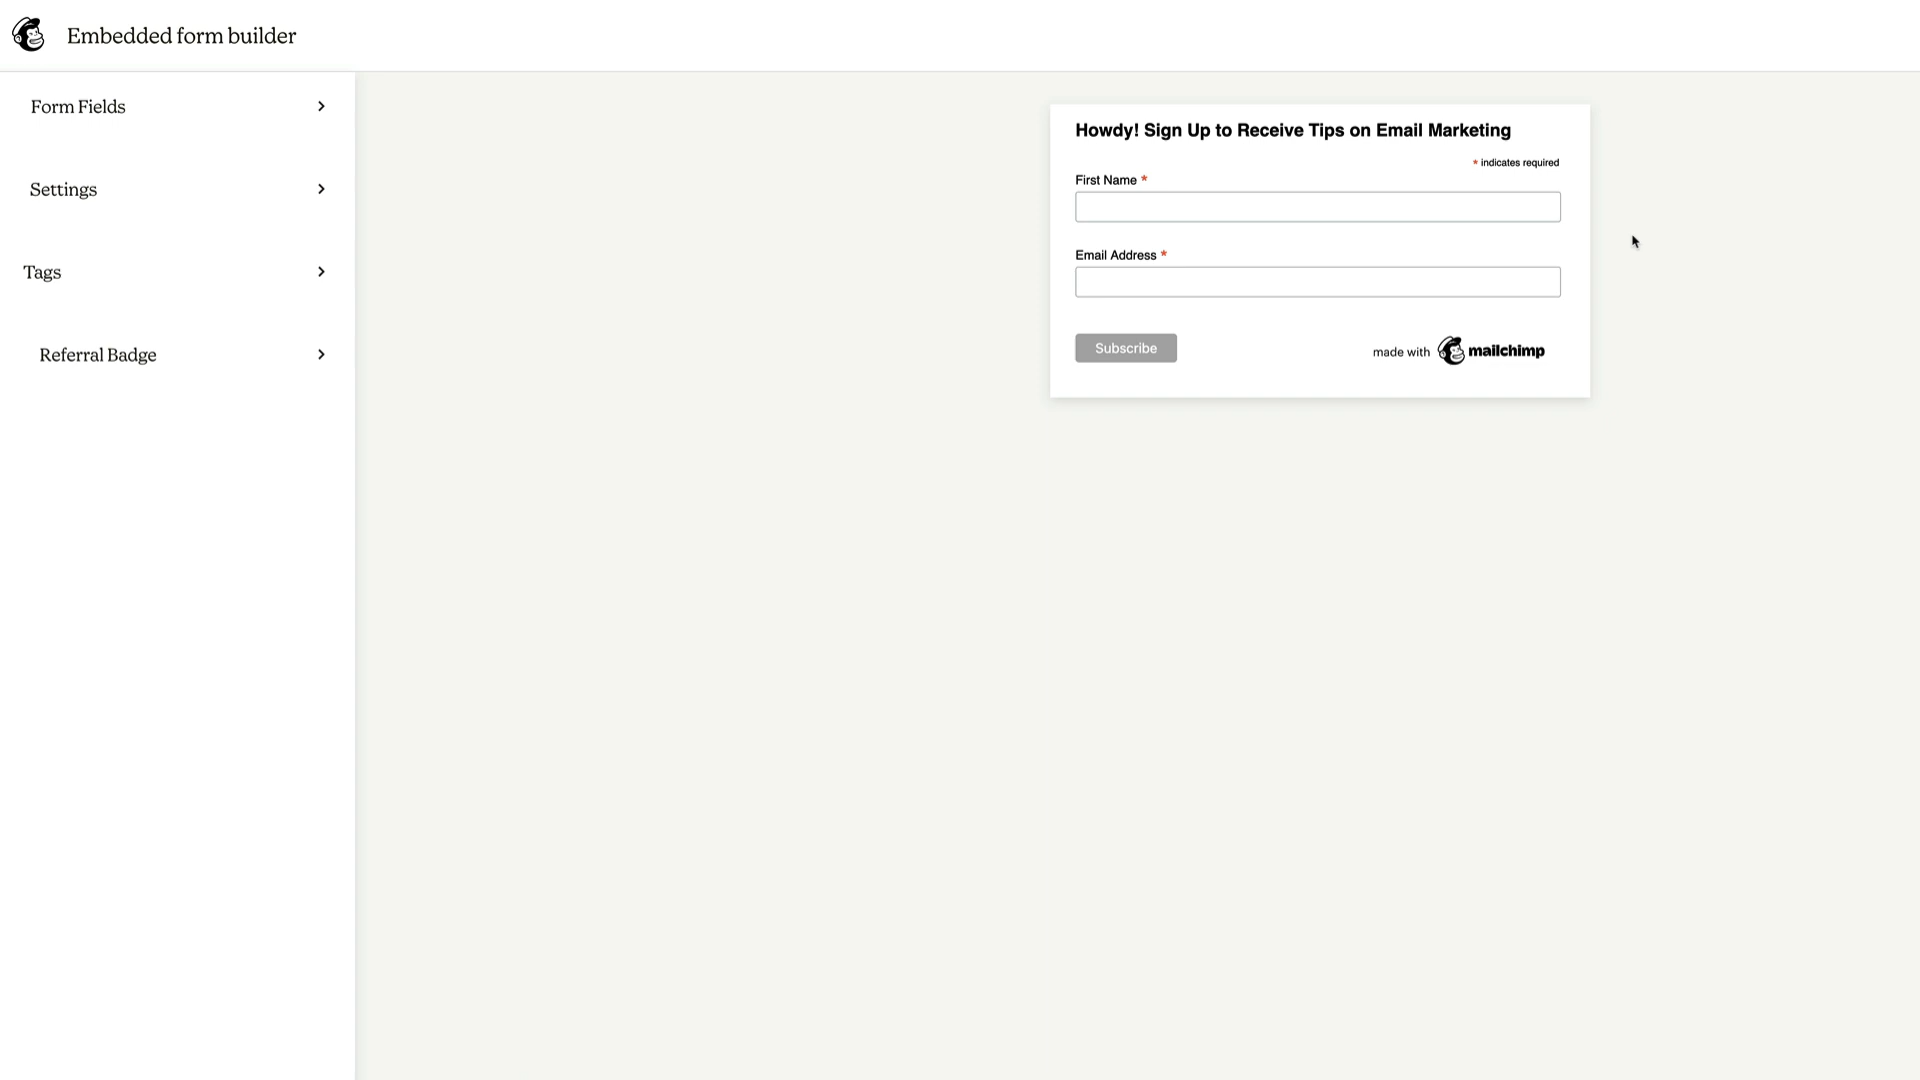 Embedded form builder
Form Fields
Settings
Tags
Referral Badge
Howdy! Sign Up to Receive Tips on Email Marketing
* indicates required
First Name *
Email Address *
Subscribe
made with mailchimp